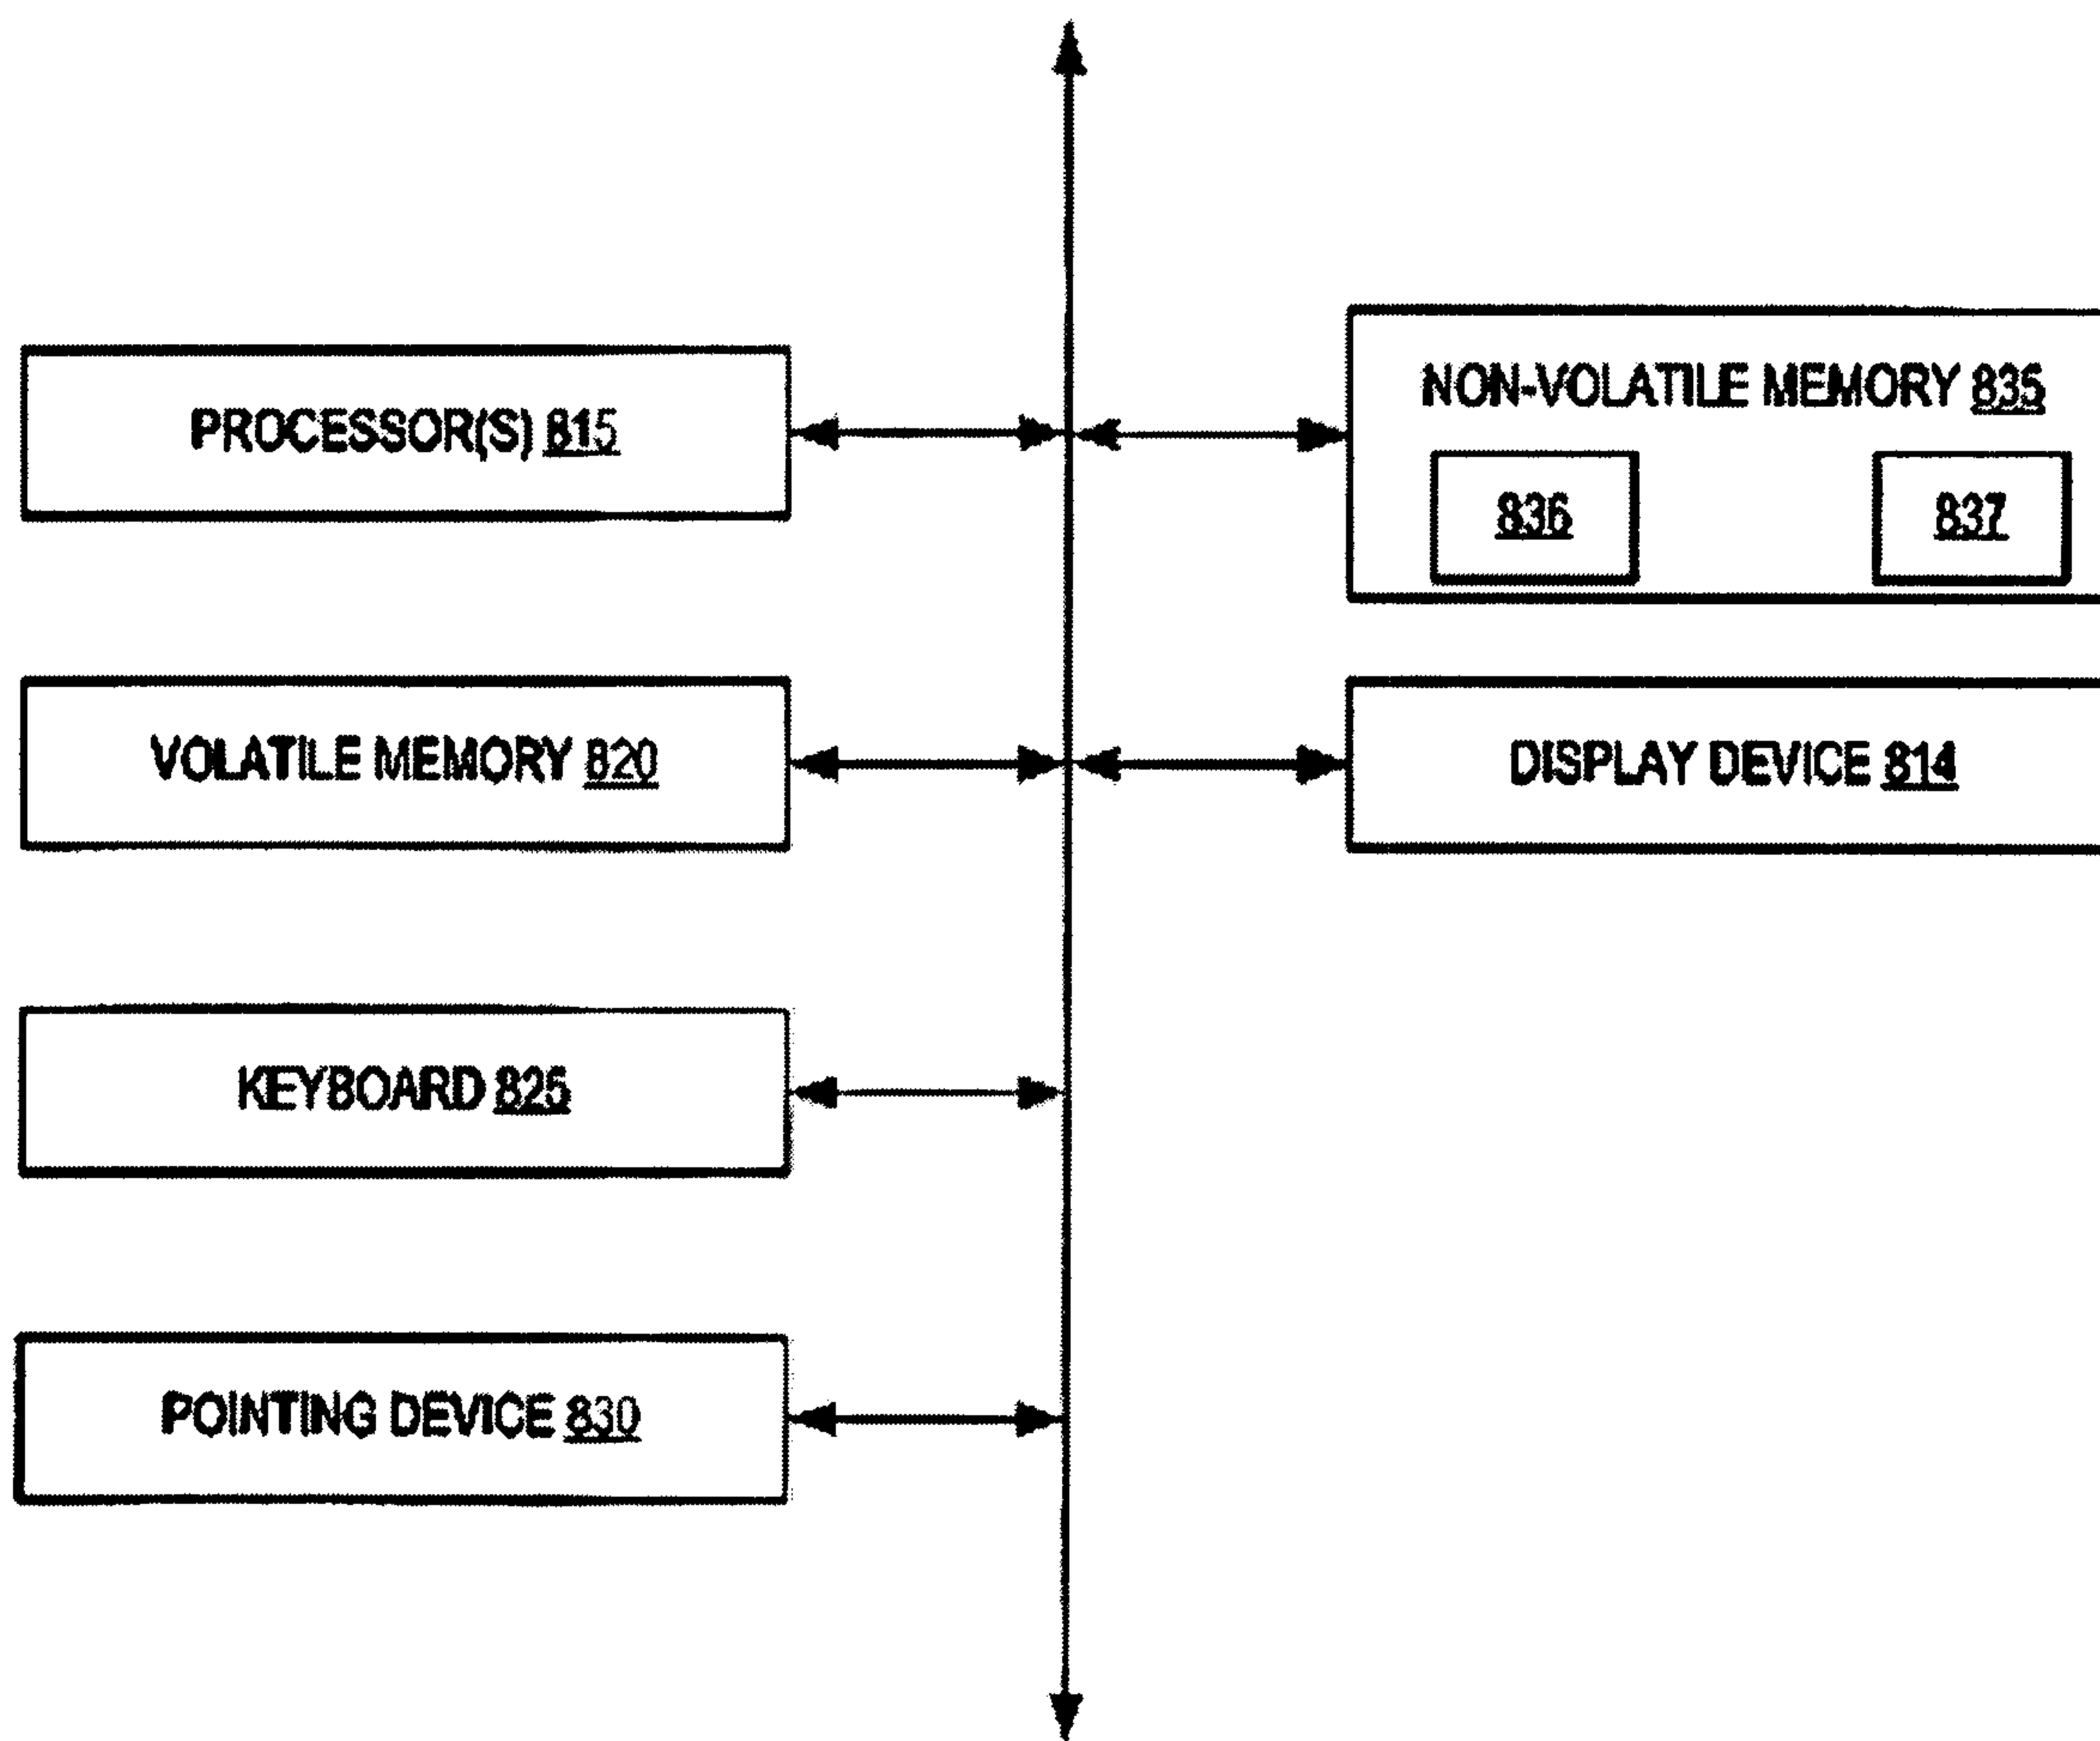 PROCESSOR(S) 815
NON-VOLATILE MEMORY 835
836
837
VOLATILE MEMORY 820
DISPLAY DEVICE 814
KEYBOARD 825
POINTING DEVICE 830